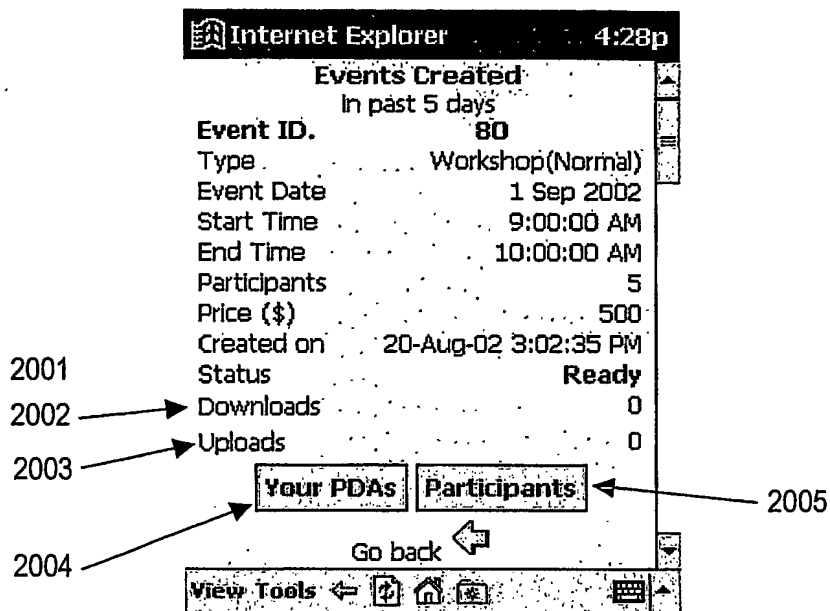 Internet Explorer 4:28p
Events Created
In past 5 days
Event ID. 80
Type Workshop(Normal)
Event Date 1 Sep 2002
Start Time 9:00:00 AM
End Time 10:00:00 AM
Participants 5
Price ($) 500
Created on 20-Aug-02 3:02:35 PM
2001 Status Ready
2002 Downloads 0
2003 Uploads 0
Your PDAs Participants 2005
2004 Go back
View Tools